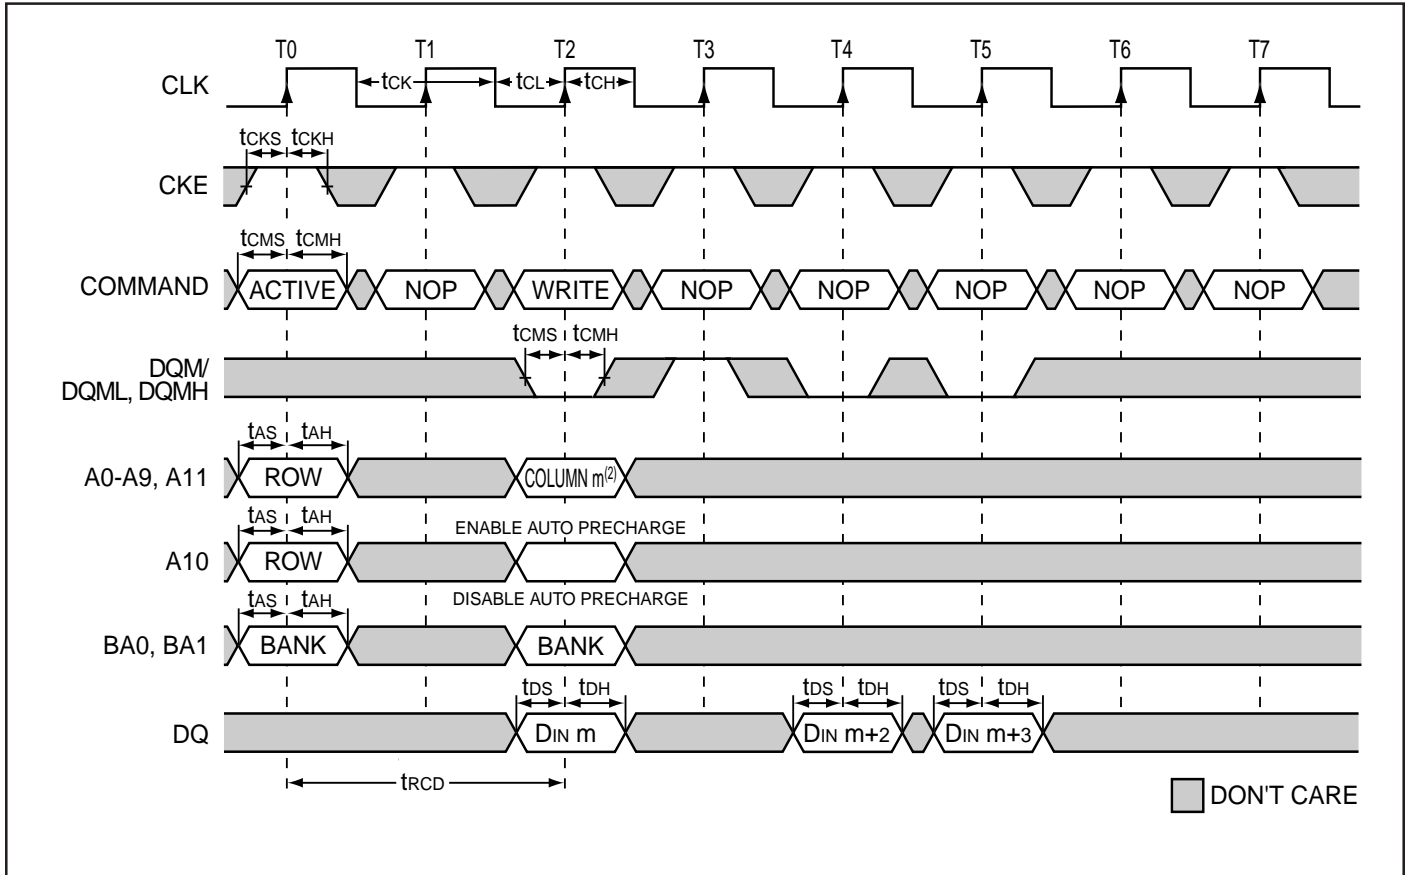 T0 T1 T2 T3 T4 T5 T6 T7
CLK
tCK tCL tCH
tCKS tCKH
CKE
tCMS tCMH
COMMAND ACTIVE NOP WRITE NOP NOP NOP NOP NOP
tCMS tCMH
DQM/
DQML, DQMH
tAS tAH
A0-A9, A11 ROW COLUMN m(2)
tAS tAH ENABLE AUTO PRECHARGE
A10 ROW
tAS tAH DISABLE AUTO PRECHARGE
BA0, BA1 BANK BANK
tDS tDH tDS tDH tDS tDH
DQ DIN m DIN m+2 DIN m+3
tRCD
DON'T CARE